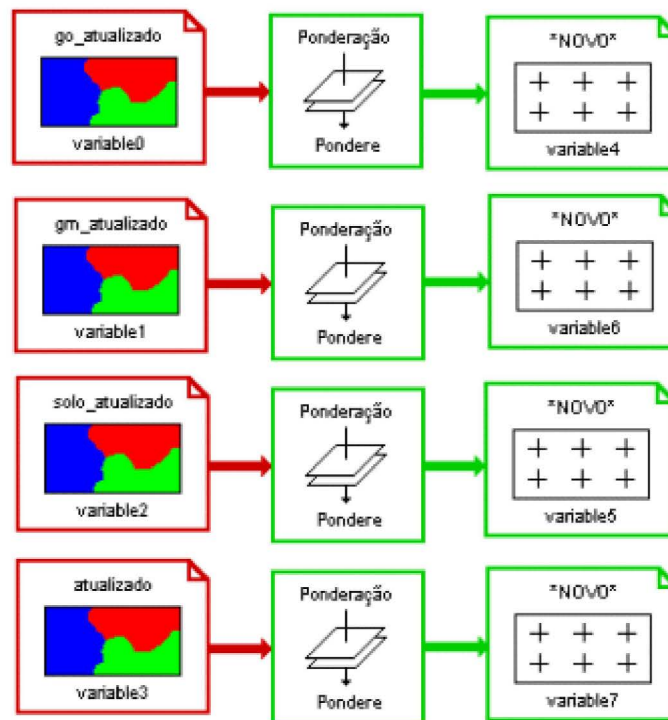 go_atualizado
variable0
Ponderação
Pondere
*NOVO*
variable4
gm_atualizado
variable1
Ponderação
Pondere
*NOVO*
variable6
solo_atualizado
variable2
Ponderação
Pondere
*NOVO*
variable5
atualizado
variable3
Ponderação
Pondere
*NOVO*
variable7